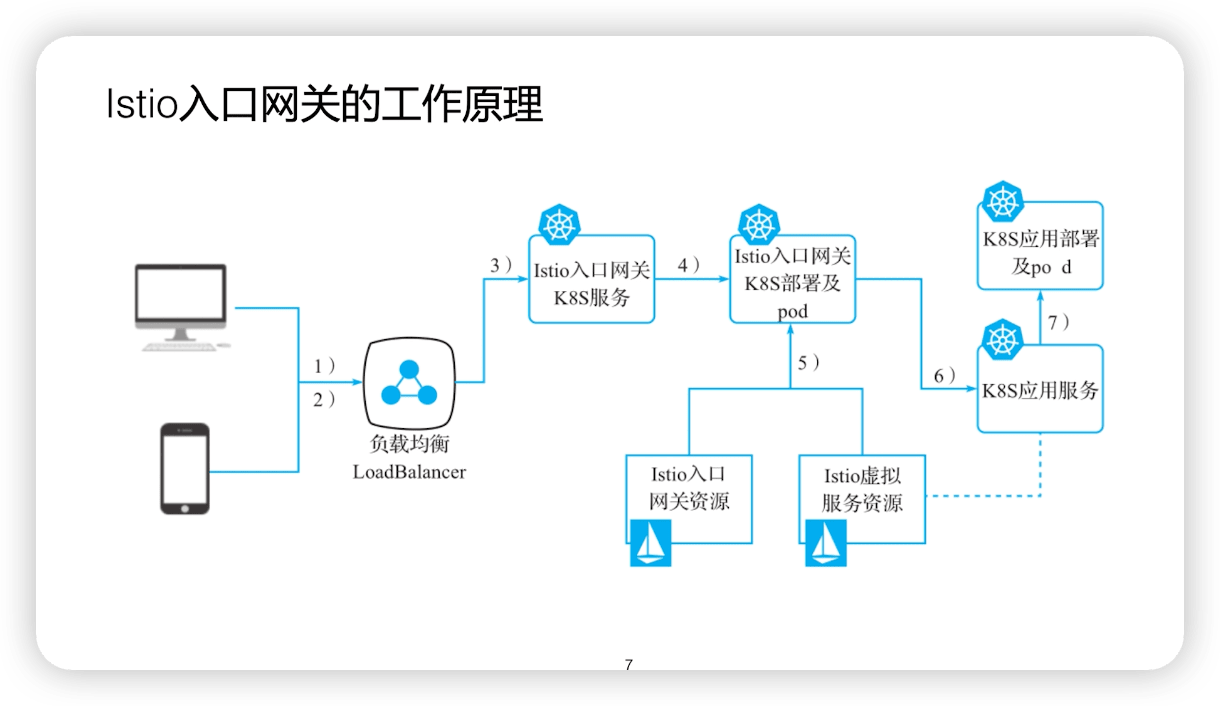 Istio入口网关的工作原理
1）
2）
负载均衡
LoadBalancer
3）
Istio入口网关
K8S服务
4）
Istio入口网关
K8S部署及
pod
5）
Istio入口
网关资源
Istio虚拟
服务资源
6）
K8S应用服务
7）
K8S应用部署
及po d
7